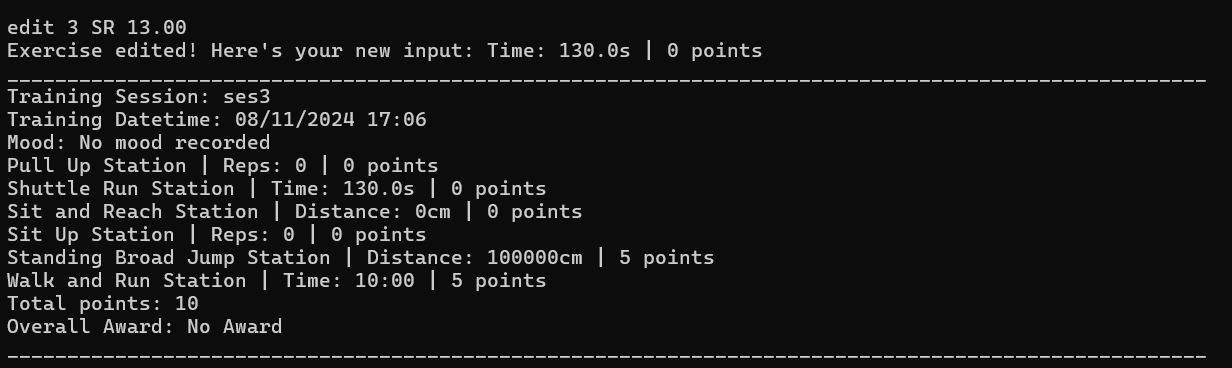 edit 3 SR 13.00
Exercise edited! Here's your new input: Time: 130.0s | 0 points
____________________________________________________________________________________________________
Training Session: ses3
Training Datetime: 08/11/2024 17:06
Mood: No mood recorded
Pull Up Station | Reps: 0 | 0 points
Shuttle Run Station | Time: 130.0s | 0 points
Sit and Reach Station | Distance: 0cm | 0 points
Sit Up Station | Reps: 0 | 0 points
Standing Broad Jump Station | Distance: 100000cm | 5 points
Walk and Run Station | Time: 10:00 | 5 points
Total points: 10
Overall Award: No Award
____________________________________________________________________________________________________